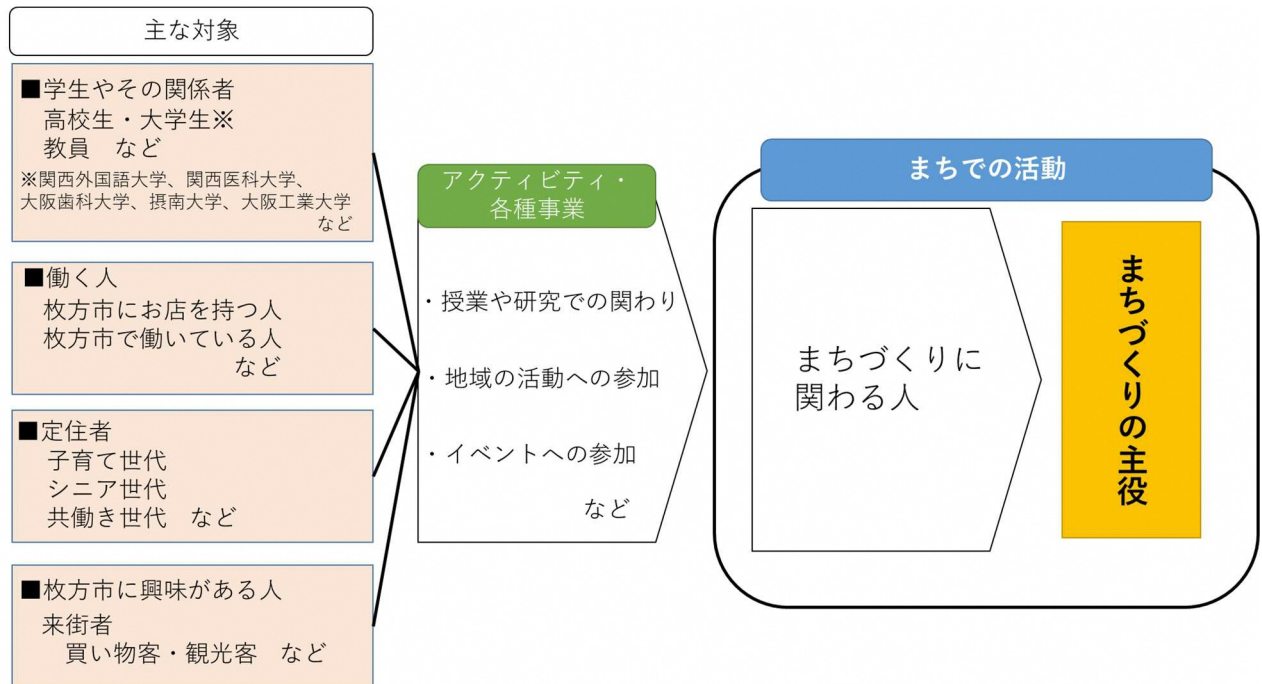 主な対象
■学生やその関係者
高校生・大学生※
教員　など
※関西外国語大学、関西医科大学、
大阪歯科大学、摂南大学、大阪工業大学
など
■働く人
枚方市にお店を持つ人
枚方市で働いている人
など
■定住者
子育て世代
シニア世代
共働き世代　など
■枚方市に興味がある人
来街者
買い物客・観光客　など
アクティビティ・
各種事業
・授業や研究での関わり
・地域の活動への参加
・イベントへの参加
など
まちでの活動
まちづくりに
関わる人
まちづくりの主役